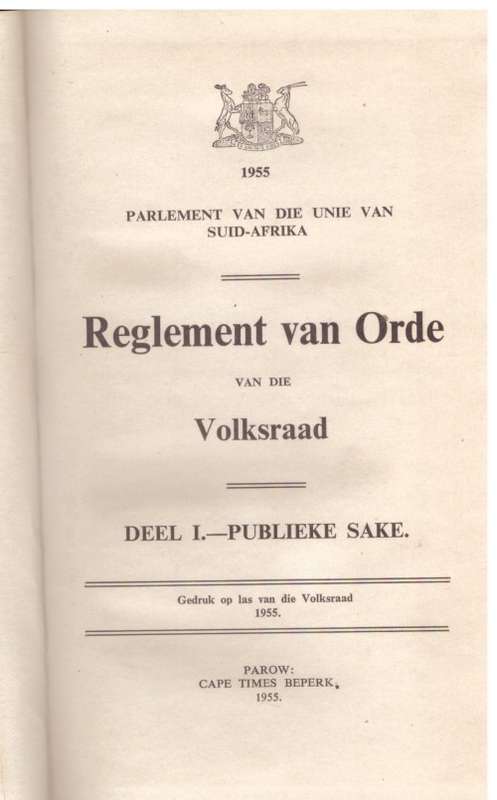 1955
PARLEMENT VAN DIE UNIE VAN
SUID-AFRIKA
Reglement van Orde
VAN DIE
Volksraad
DEEL I.—PUBLIEKE SAKE.
Gedruk op las van die Volksraad
1955.
PAROW:
CAPE TIMES BEPERK,
1955.